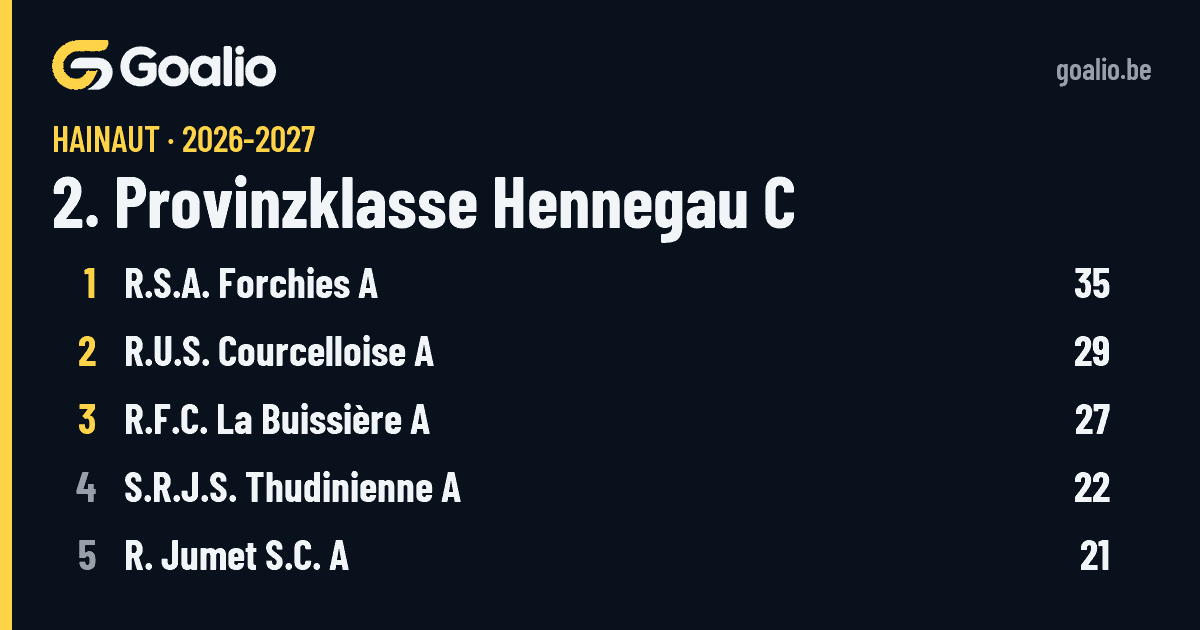 Goalio
goalio.be
HAINAUT · 2026-2027
2. Provinzklasse Hennegau C
1 R.S.A. Forchies A 35
2 R.U.S. Courcelloise A 29
3 R.F.C. La Buissière A 27
4 S.R.J.S. Thudinienne A 22
5 R. Jumet S.C. A 21